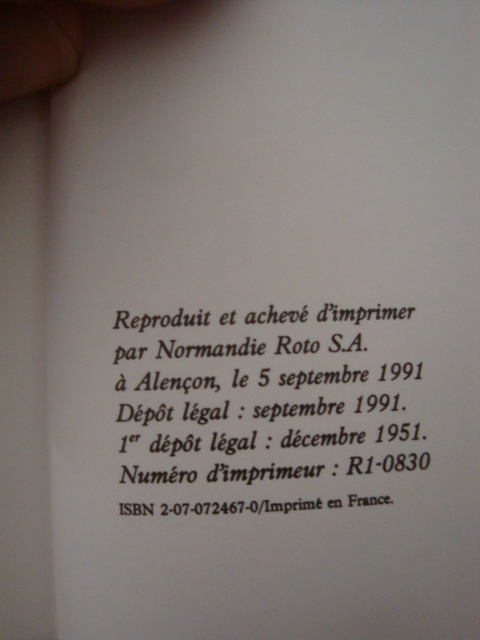 Reproduit et achevé d'imprimer
par Normandie Roto S.A.
à Alençon, le 5 septembre 1991
Dépôt légal : septembre 1991.
1er dépôt légal : décembre 1951.
Numéro d'imprimeur : R1-0830
ISBN 2-07-072467-0/Imprimé en France.